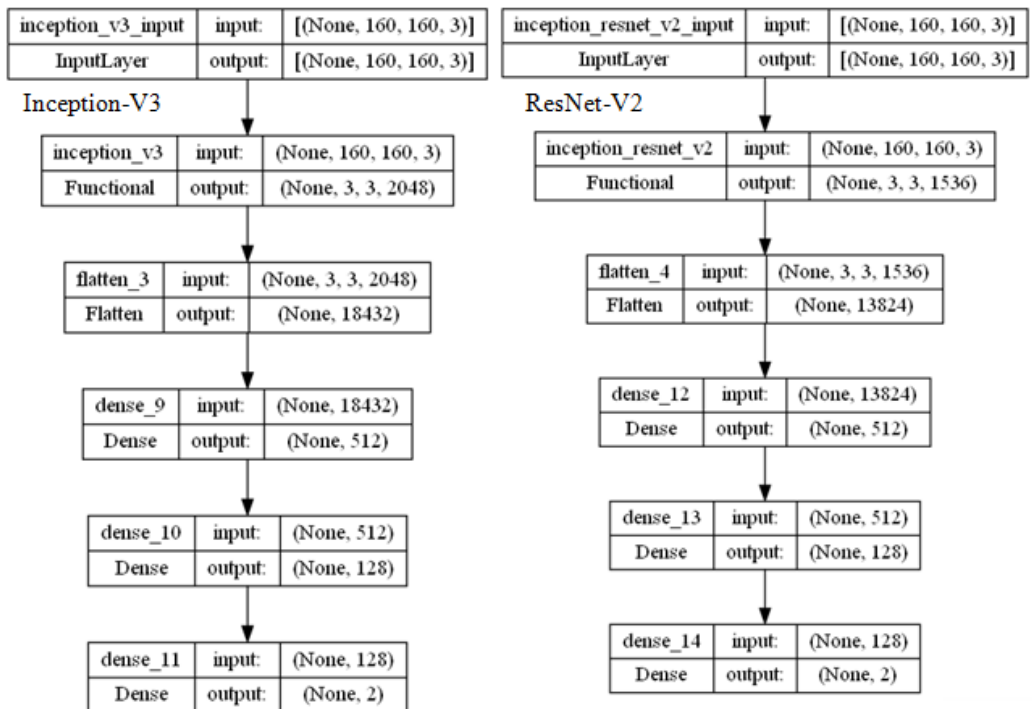 inception_v3_input input: [(None, 160, 160, 3)]
InputLayer output: [(None, 160, 160, 3)]
Inception-V3
inception_v3 input: (None, 160, 160, 3)
Functional output: (None, 3, 3, 2048)
flatten_3 input: (None, 3, 3, 2048)
Flatten output: (None, 18432)
dense_9 input: (None, 18432)
Dense output: (None, 512)
dense_10 input: (None, 512)
Dense output: (None, 128)
dense_11 input: (None, 128)
Dense output: (None, 2)
inception_resnet_v2_input input: [(None, 160, 160, 3)]
InputLayer output: [(None, 160, 160, 3)]
ResNet-V2
inception_resnet_v2 input: (None, 160, 160, 3)
Functional output: (None, 3, 3, 1536)
flatten_4 input: (None, 3, 3, 1536)
Flatten output: (None, 13824)
dense_12 input: (None, 13824)
Dense output: (None, 512)
dense_13 input: (None, 512)
Dense output: (None, 128)
dense_14 input: (None, 128)
Dense output: (None, 2)